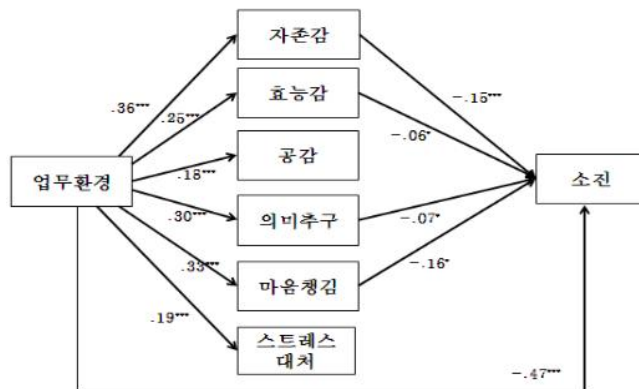 자존감
효능감
공감
업무환경
소진
의미추구
마음챙김
스트레스
대처
.36***
.25***
.18***
.30***
.33***
.19***
-.15***
-.06*
-.07*
-.16*
-.47***